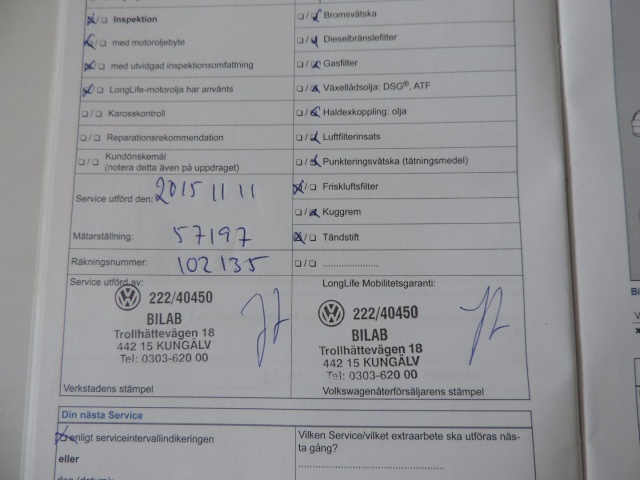 Inspektion
med motoroljebyte
med utvidgad inspektionsomfattning
LongLife-motorolja har använts
Karosskontroll
Reparationsrekommendation
Kundönskemål
(notera detta även på uppdraget)
Service utförd den: 2015 11 11
Mätarställning: 57197
Räkningsnummer: 102135
Service utförd av:
222/40450
BILAB
Trollhättevägen 18
442 15 KUNGÄLV
Tel: 0303-620 00
Verkstadens stämpel
Bromsvätska
Dieselbränslefilter
Gasfilter
Växellådsolja: DSG®, ATF
Haldexkoppling: olja
Luftfilterinsats
Punkteringsvätska (tätningsmedel)
Friskluftsfilter
Kuggrem
Tändstift
LongLife Mobilitetsgaranti:
222/40450
BILAB
Trollhättevägen 18
442 15 KUNGÄLV
Tel: 0303-620 00
Volkswagenåterförsäljarens stämpel
Din nästa Service
enligt serviceintervallindikeringen
eller
Vilken Service/vilket extraarbete ska utföras näs-
ta gång?